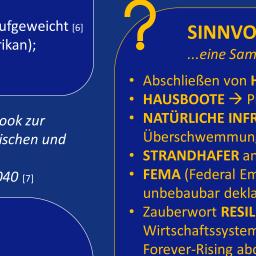 ufgeweicht [6]
rikan);
ook zur
ischen und
040 [7]
?
SINNVO
...eine Sam
• Abschließen von H
• HAUSBOOTE → P
• NATÜRLICHE INFR
Überschwemmun
• STRANDHAFER an
• FEMA (Federal Em
unbebaubar dekla
• Zauberwort RESIL
Wirtschaftssystem
Forever-Rising abc